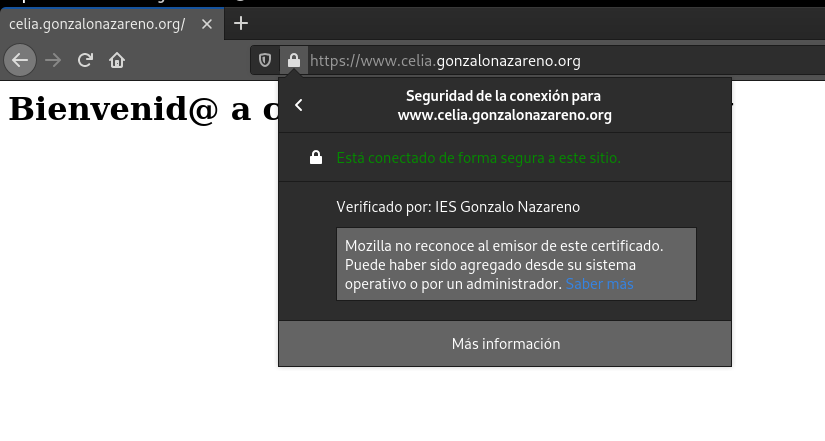 celia.gonzalonazareno.org/
https://www.celia.gonzalonazareno.org
Bienvenid@ a
Seguridad de la conexión para
www.celia.gonzalonazareno.org
Está conectado de forma segura a este sitio.
Verificado por: IES Gonzalo Nazareno
Mozilla no reconoce al emisor de este certificado.
Puede haber sido agregado desde su sistema
operativo o por un administrador. Saber más
Más información